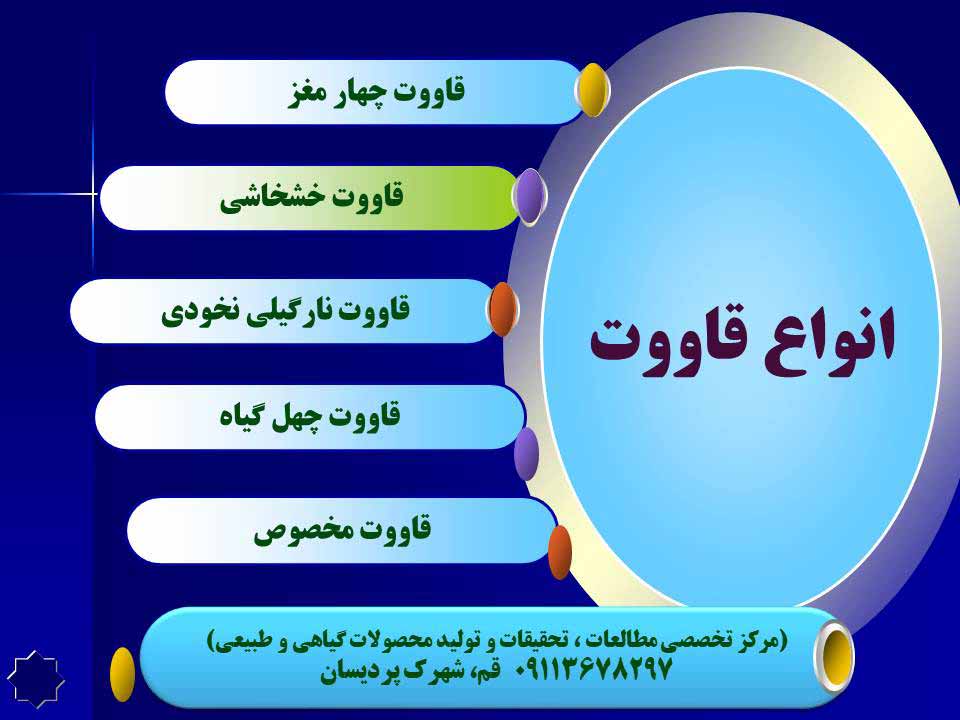 انواع قاووت
قاووت چهار مغز
قاووت خشخاشی
قاووت نارگیلی نخودی
قاووت چهل گیاه
قاووت مخصوص
(مرکز تخصصی مطالعات ، تحقیقات و تولید محصولات گیاهی و طبیعی)
۰۹۱۱۳۶۷۸۲۹۷ قم، شهرک پردیسان